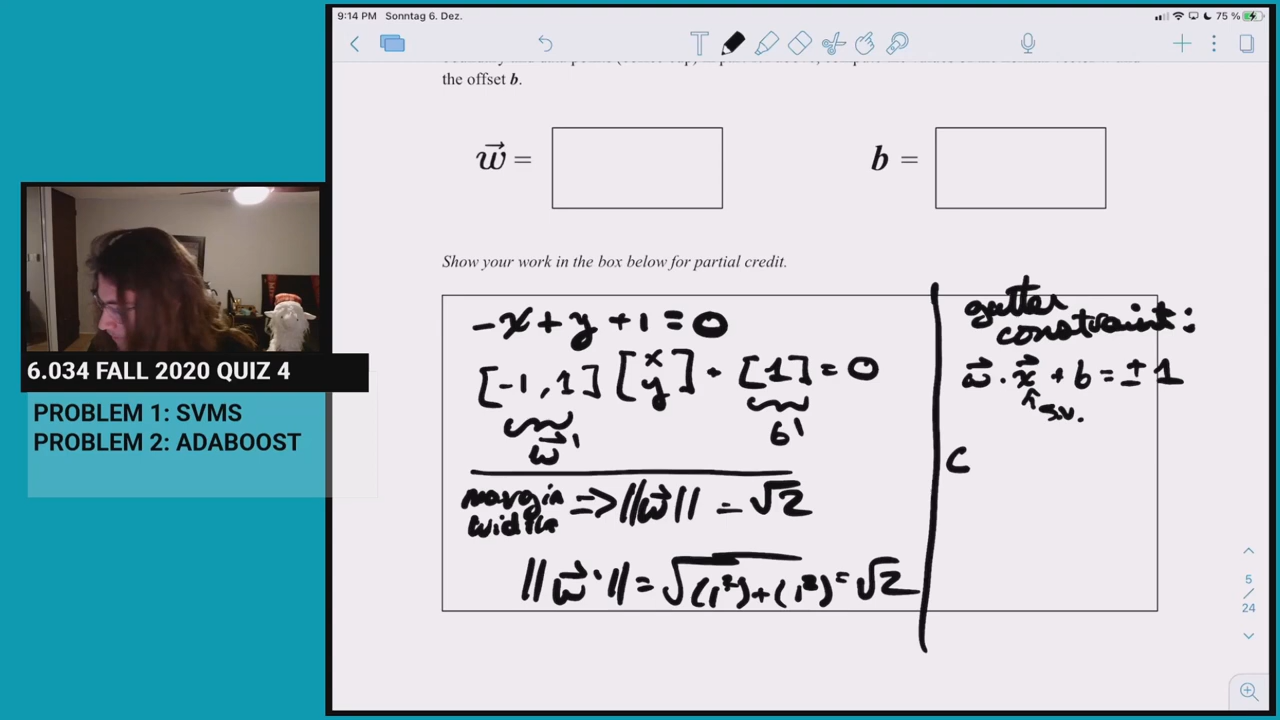 9:14 PM Sonntag 6. Dez.
75 %
the offset b.
w⃗ =
b =
Show your work in the box below for partial credit.
-x + y + 1 = 0
[-1, 1] [x y] + [1] = 0
w⃗' b'
margin width => ||w⃗|| = √2
||w⃗'|| = √(1²)+(1²) = √2
gutter
constraint:
w⃗ · x⃗ + b = ± 1
s.v.
C
5
/
24
6.034 FALL 2020 QUIZ 4
PROBLEM 1: SVMS
PROBLEM 2: ADABOOST